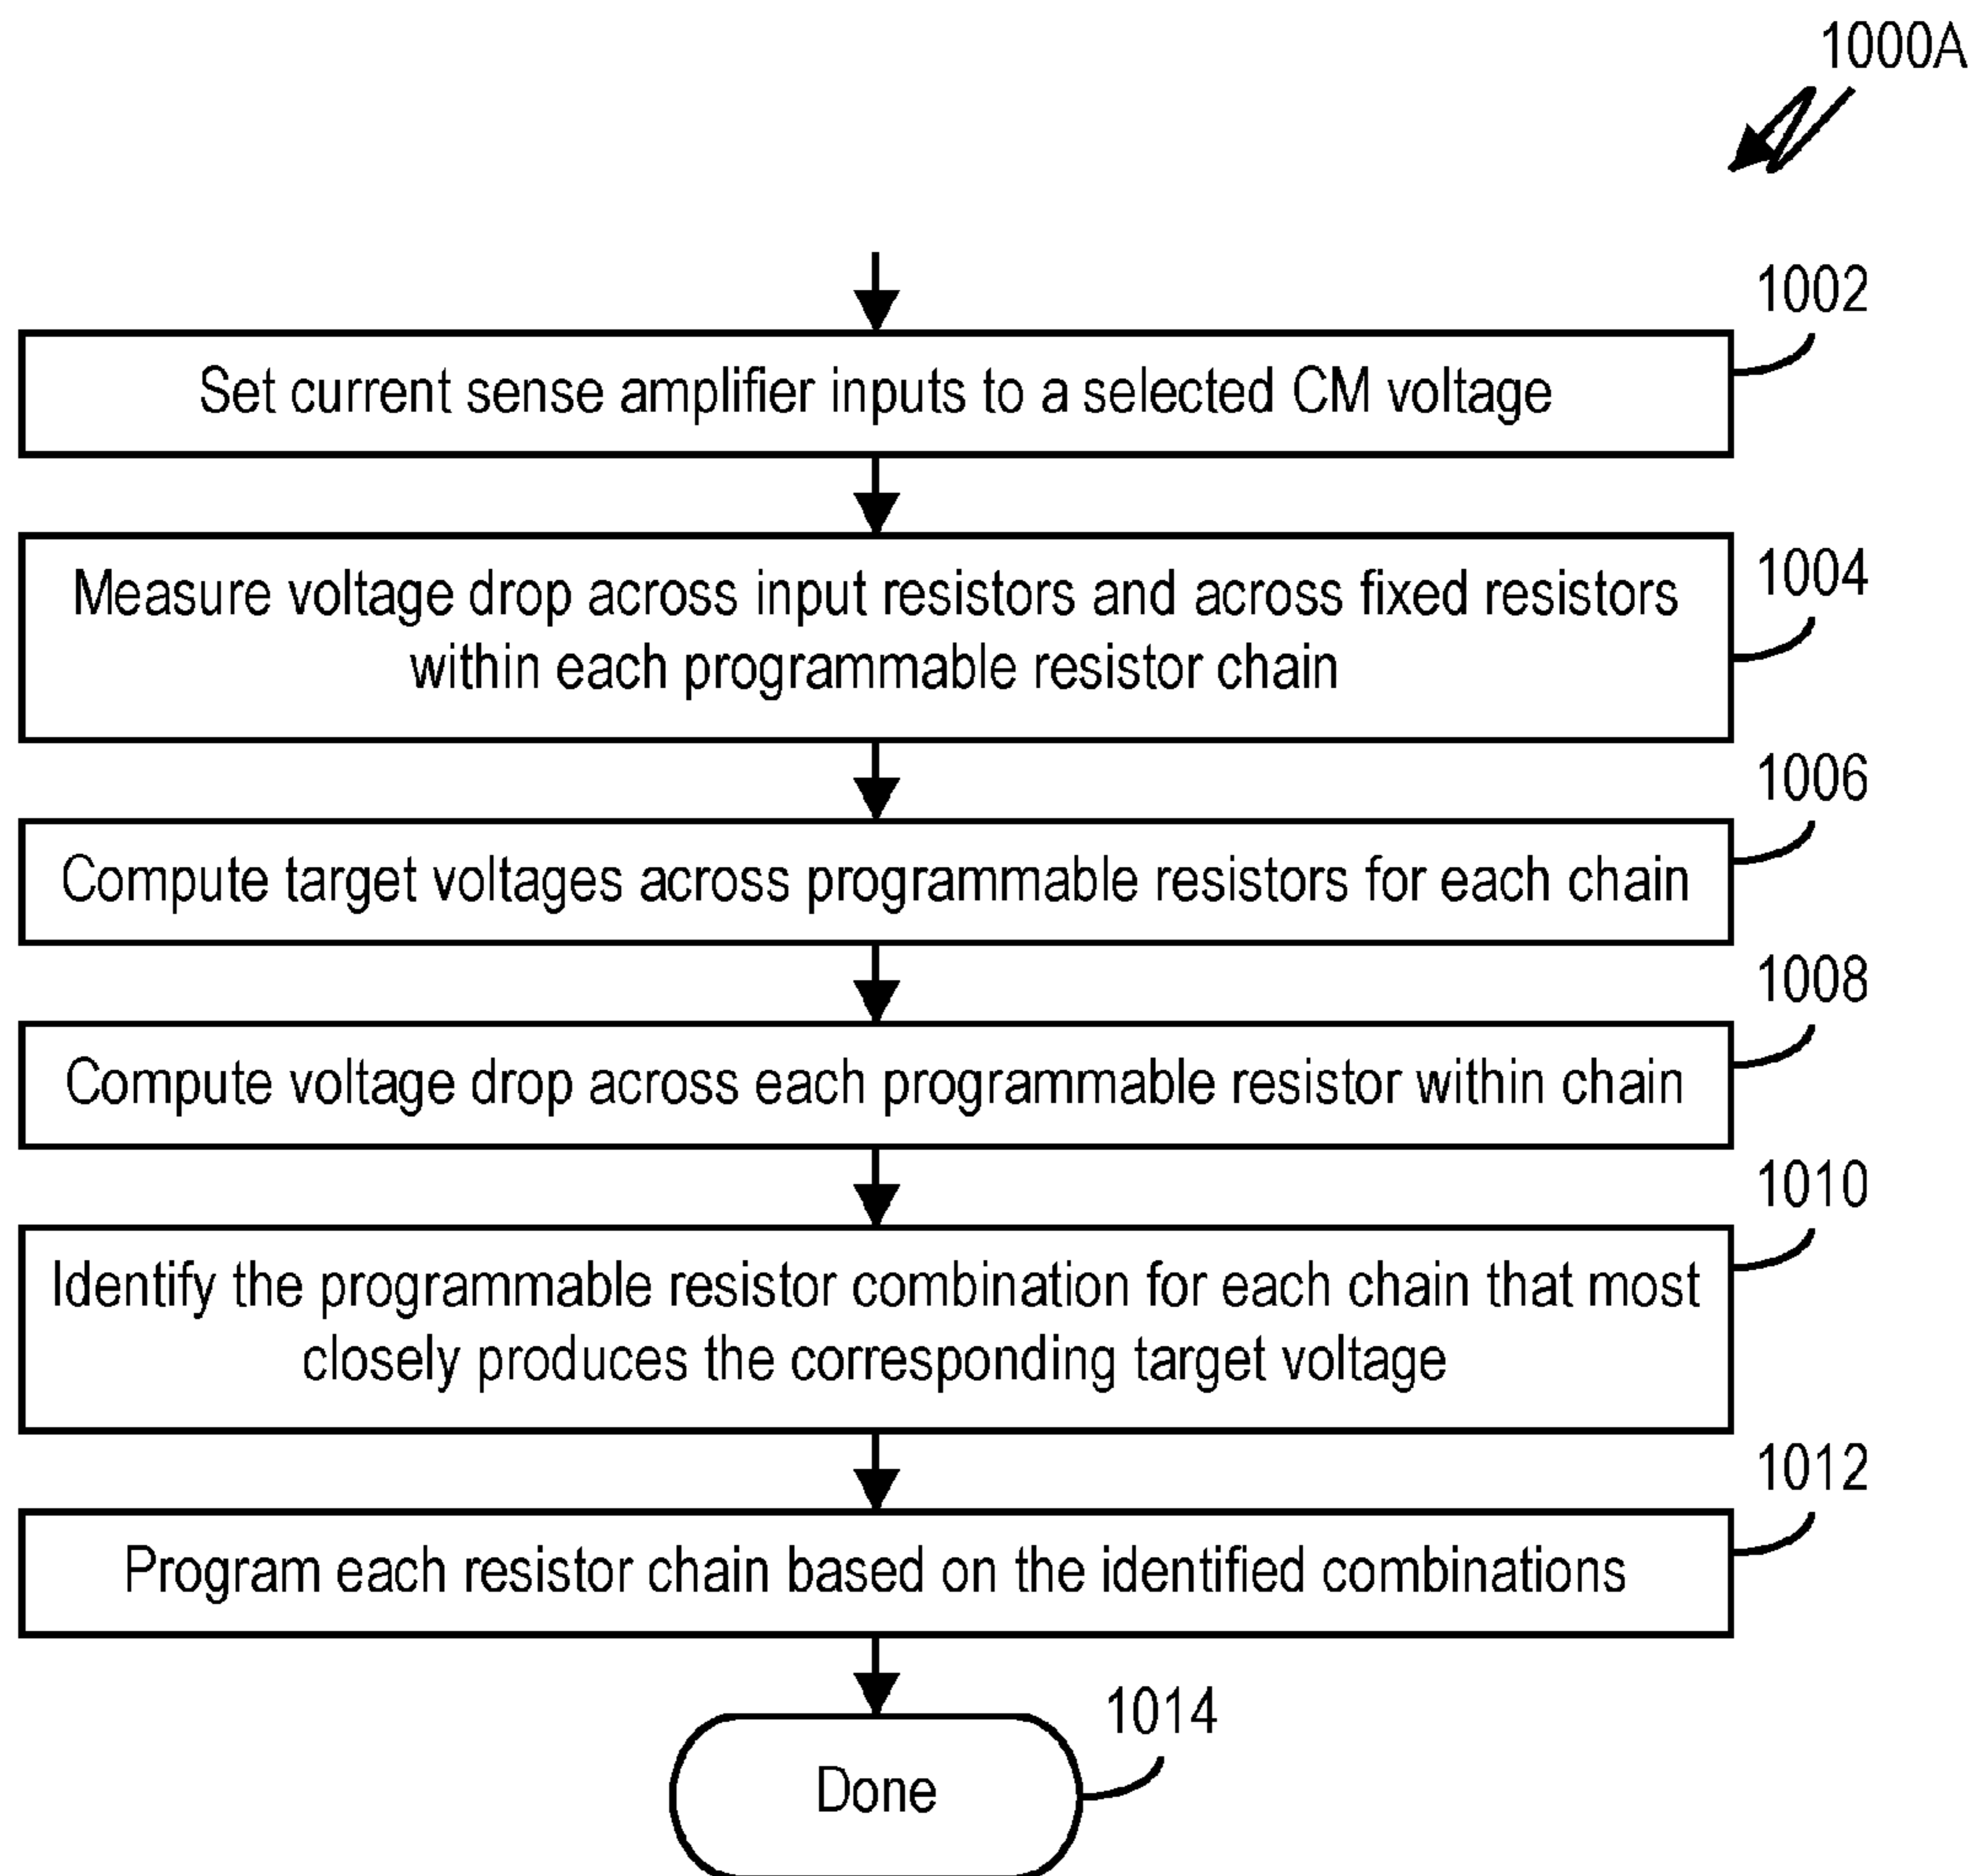 1000A
1002
Set current sense amplifier inputs to a selected CM voltage
1004
Measure voltage drop across input resistors and across fixed resistors
within each programmable resistor chain
1006
Compute target voltages across programmable resistors for each chain
1008
Compute voltage drop across each programmable resistor within chain
1010
Identify the programmable resistor combination for each chain that most
closely produces the corresponding target voltage
1012
Program each resistor chain based on the identified combinations
1014
Done